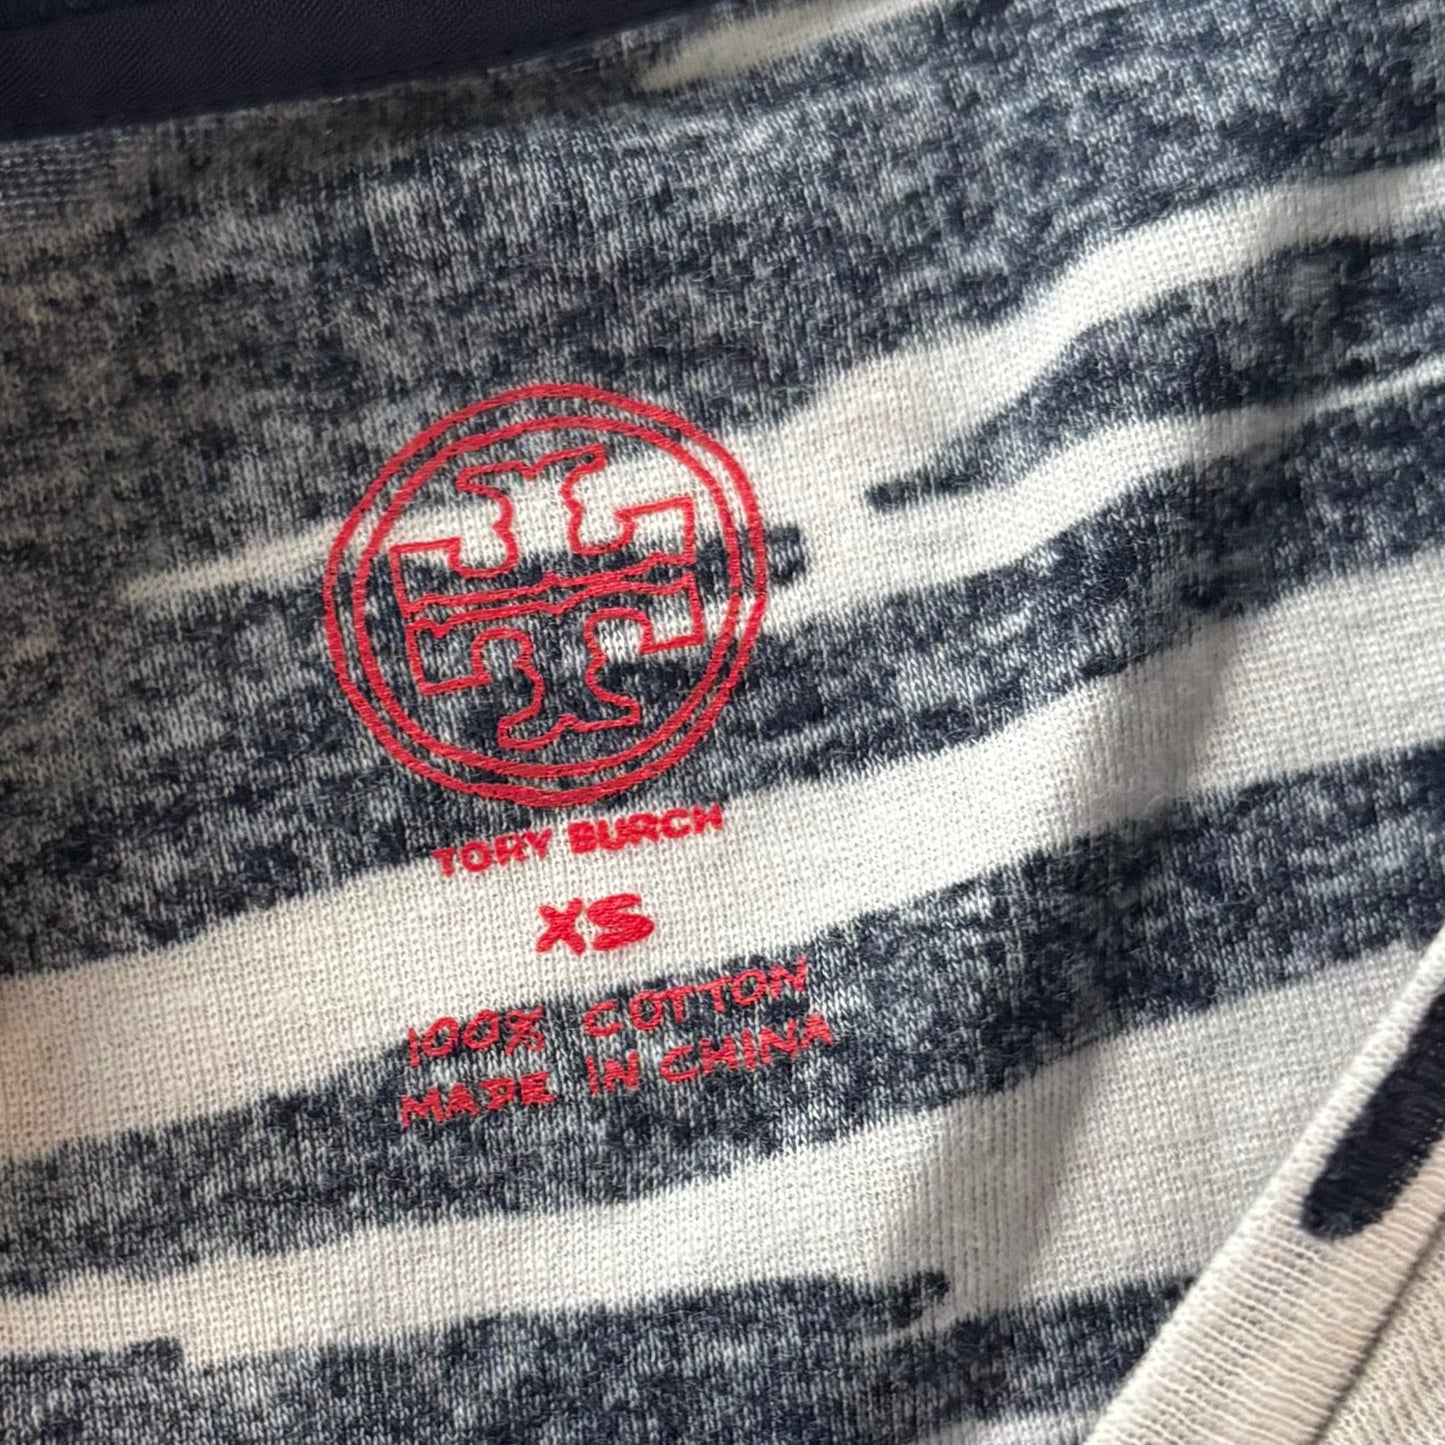 TORY BURCH
XS
100% COTTON
MADE IN CHINA